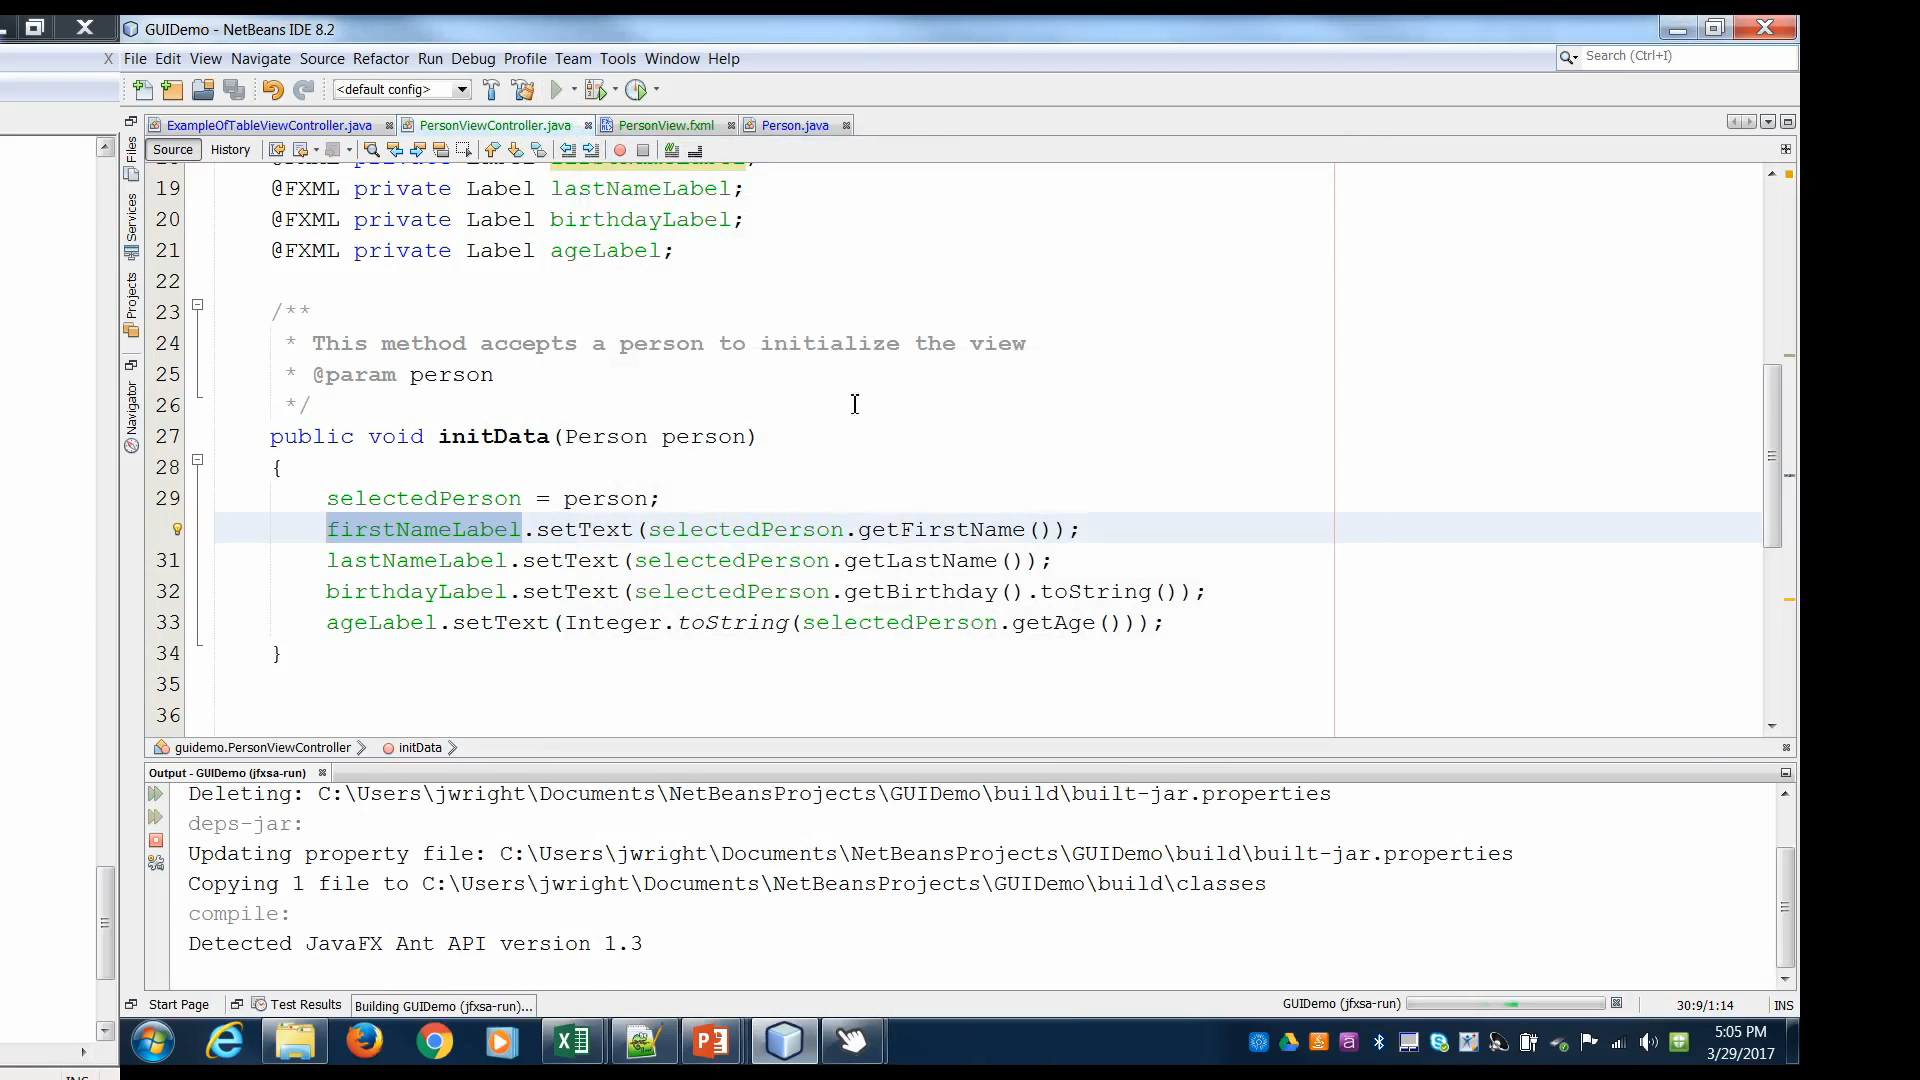 GUIDemo - NetBeans IDE 8.2
X File Edit View Navigate Source Refactor Run Debug Profile Team Tools Window Help
Search (Ctrl+I)
<default config>
ExampleOfTableViewController.java PersonViewController.java PersonView.fxml Person.java
Source History
Files
Services
Projects
Navigator
19 @FXML private Label lastNameLabel;
20 @FXML private Label birthdayLabel;
21 @FXML private Label ageLabel;
22
23 /**
24 * This method accepts a person to initialize the view
25 * @param person
26 */
27 public void initData(Person person)
28 {
29 selectedPerson = person;
firstNameLabel.setText(selectedPerson.getFirstName());
31 lastNameLabel.setText(selectedPerson.getLastName());
32 birthdayLabel.setText(selectedPerson.getBirthday().toString());
33 ageLabel.setText(Integer.toString(selectedPerson.getAge()));
34 }
35
36
guidemo.PersonViewController initData
Output - GUIDemo (jfxsa-run)
Deleting: C:\Users\jwright\Documents\NetBeansProjects\GUIDemo\build\built-jar.properties
deps-jar:
Updating property file: C:\Users\jwright\Documents\NetBeansProjects\GUIDemo\build\built-jar.properties
Copying 1 file to C:\Users\jwright\Documents\NetBeansProjects\GUIDemo\build\classes
compile:
Detected JavaFX Ant API version 1.3
Start Page Test Results Building GUIDemo (jfxsa-run)... GUIDemo (jfxsa-run) 30:9/1:14 INS
5:05 PM
3/29/2017